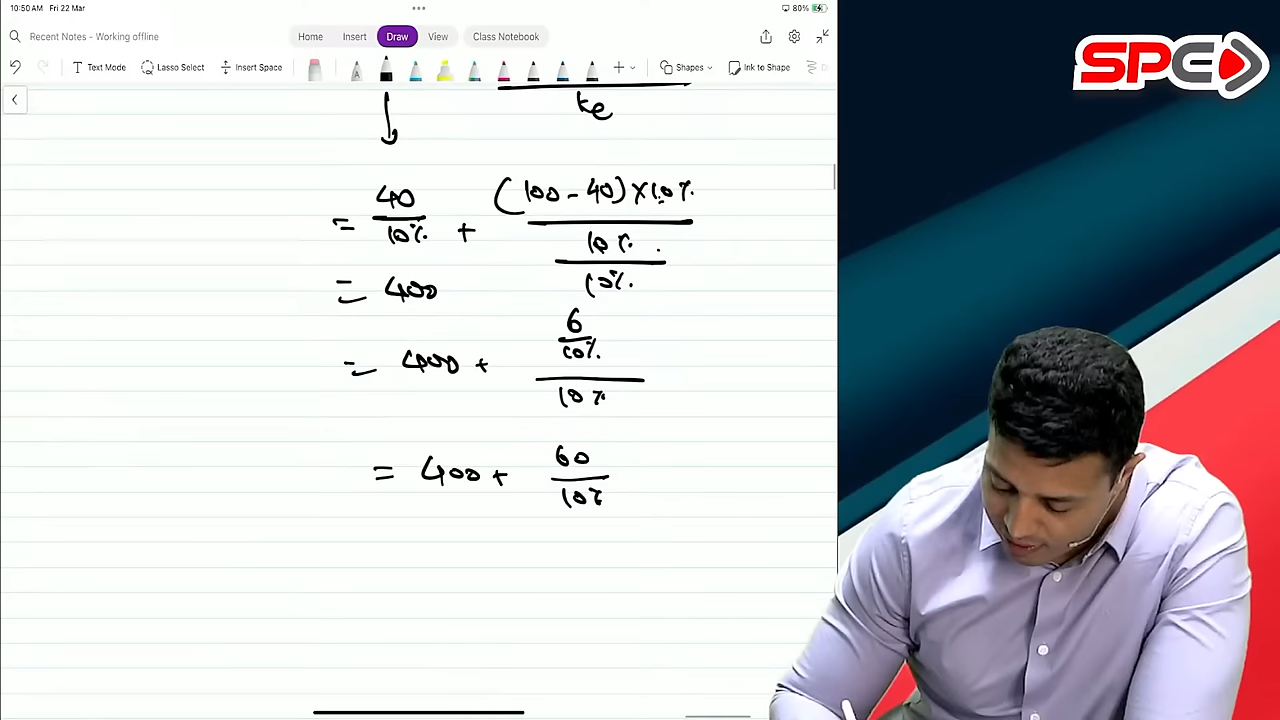 10:50 AM Fri 22 Mar
80%
Recent Notes - Working offline
Home Insert Draw View Class Notebook
Text Mode Lasso Select Insert Space Shapes Ink to Shape
SPC
ke
= 40/10% + (100 - 40) × 10% / 10% / 10%
= 400
= 400 + 6/10% / 10%
= 400 + 60/10%